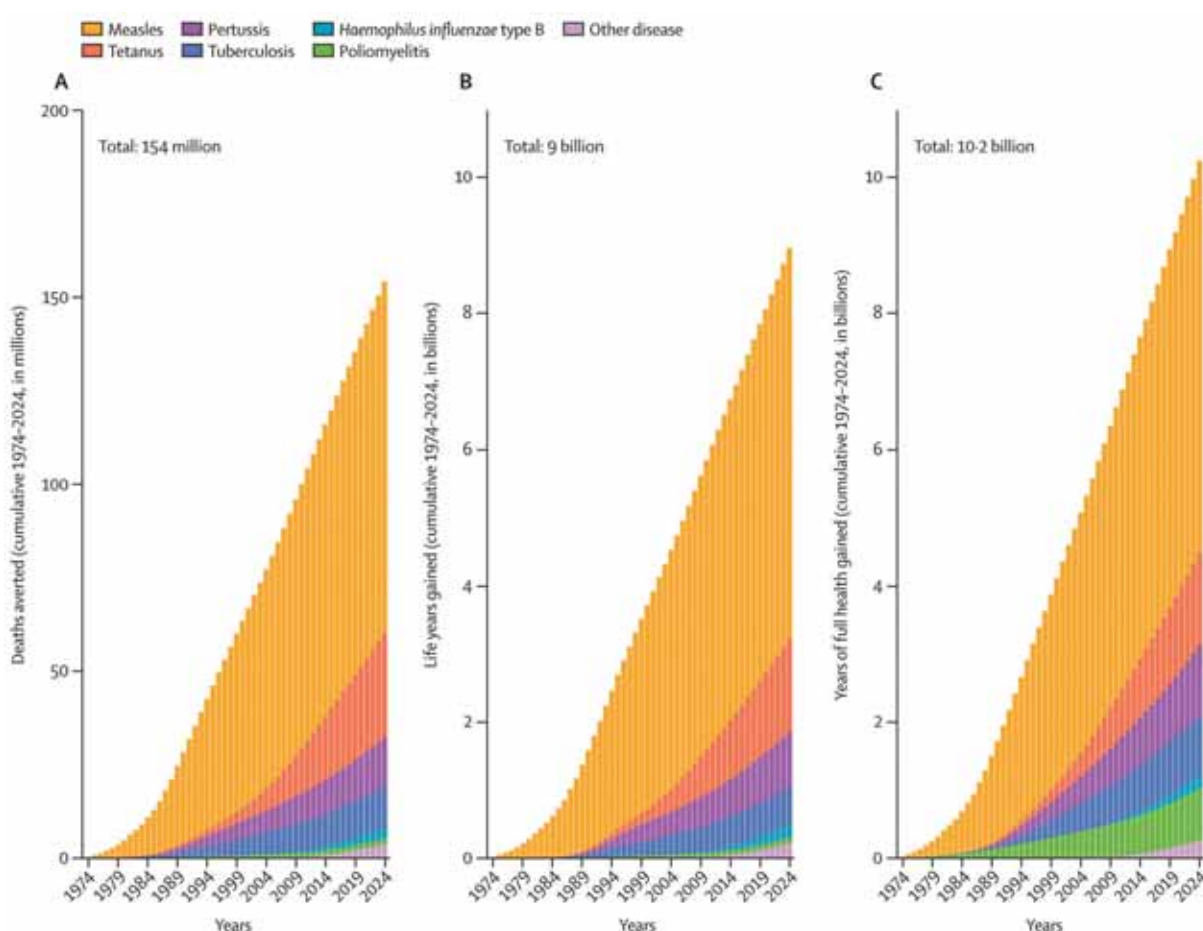 Measles
Pertussis
Haemophilus influenzae type B
Other disease
Tetanus
Tuberculosis
Poliomyelitis
A
Total: 154 million
Deaths averted (cumulative 1974–2024, in millions)
200
150
100
50
0
1974
1979
1984
1989
1994
1999
2004
2009
2014
2019
2024
Years
B
Total: 9 billion
Life years gained (cumulative 1974–2024, in billions)
10
8
6
4
2
0
1974
1979
1984
1989
1994
1999
2004
2009
2014
2019
2024
Years
C
Total: 10·2 billion
Years of full health gained (cumulative 1974–2024, in billions)
10
8
6
4
2
0
1974
1979
1984
1989
1994
1999
2004
2009
2014
2019
2024
Years